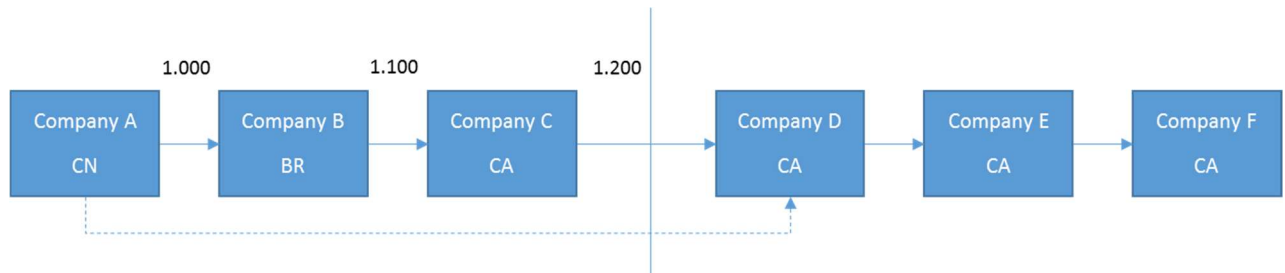 1.000
1.100
1.200
Company A
CN
Company B
BR
Company C
CA
Company D
CA
Company E
CA
Company F
CA